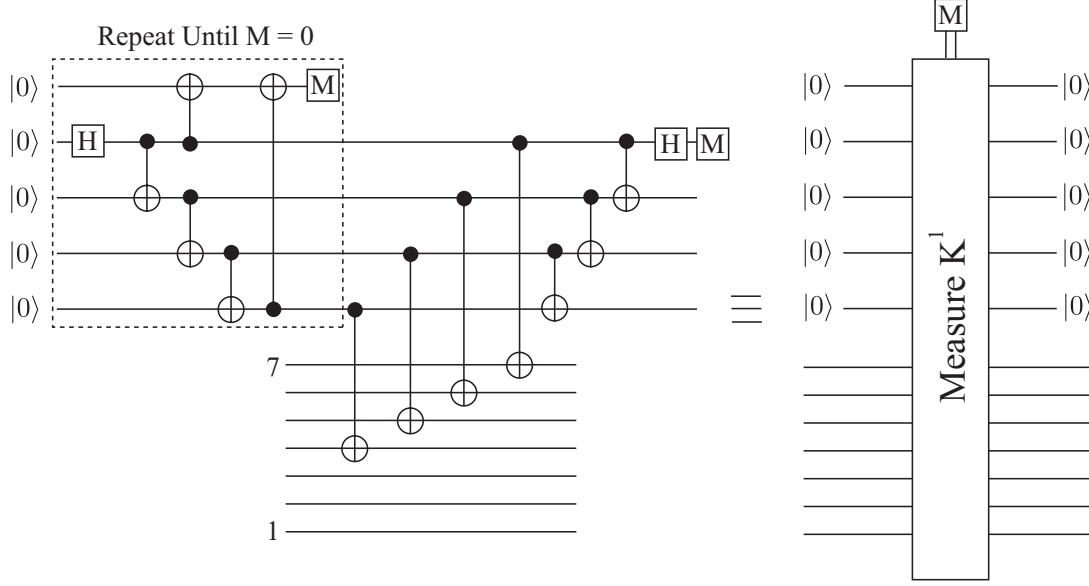 Repeat Until M = 0
M
|0⟩ M |0⟩ |0⟩
|0⟩ H H M |0⟩ |0⟩
|0⟩ |0⟩ |0⟩
|0⟩ |0⟩ |0⟩
|0⟩ |0⟩ |0⟩
7
1
Measure K¹